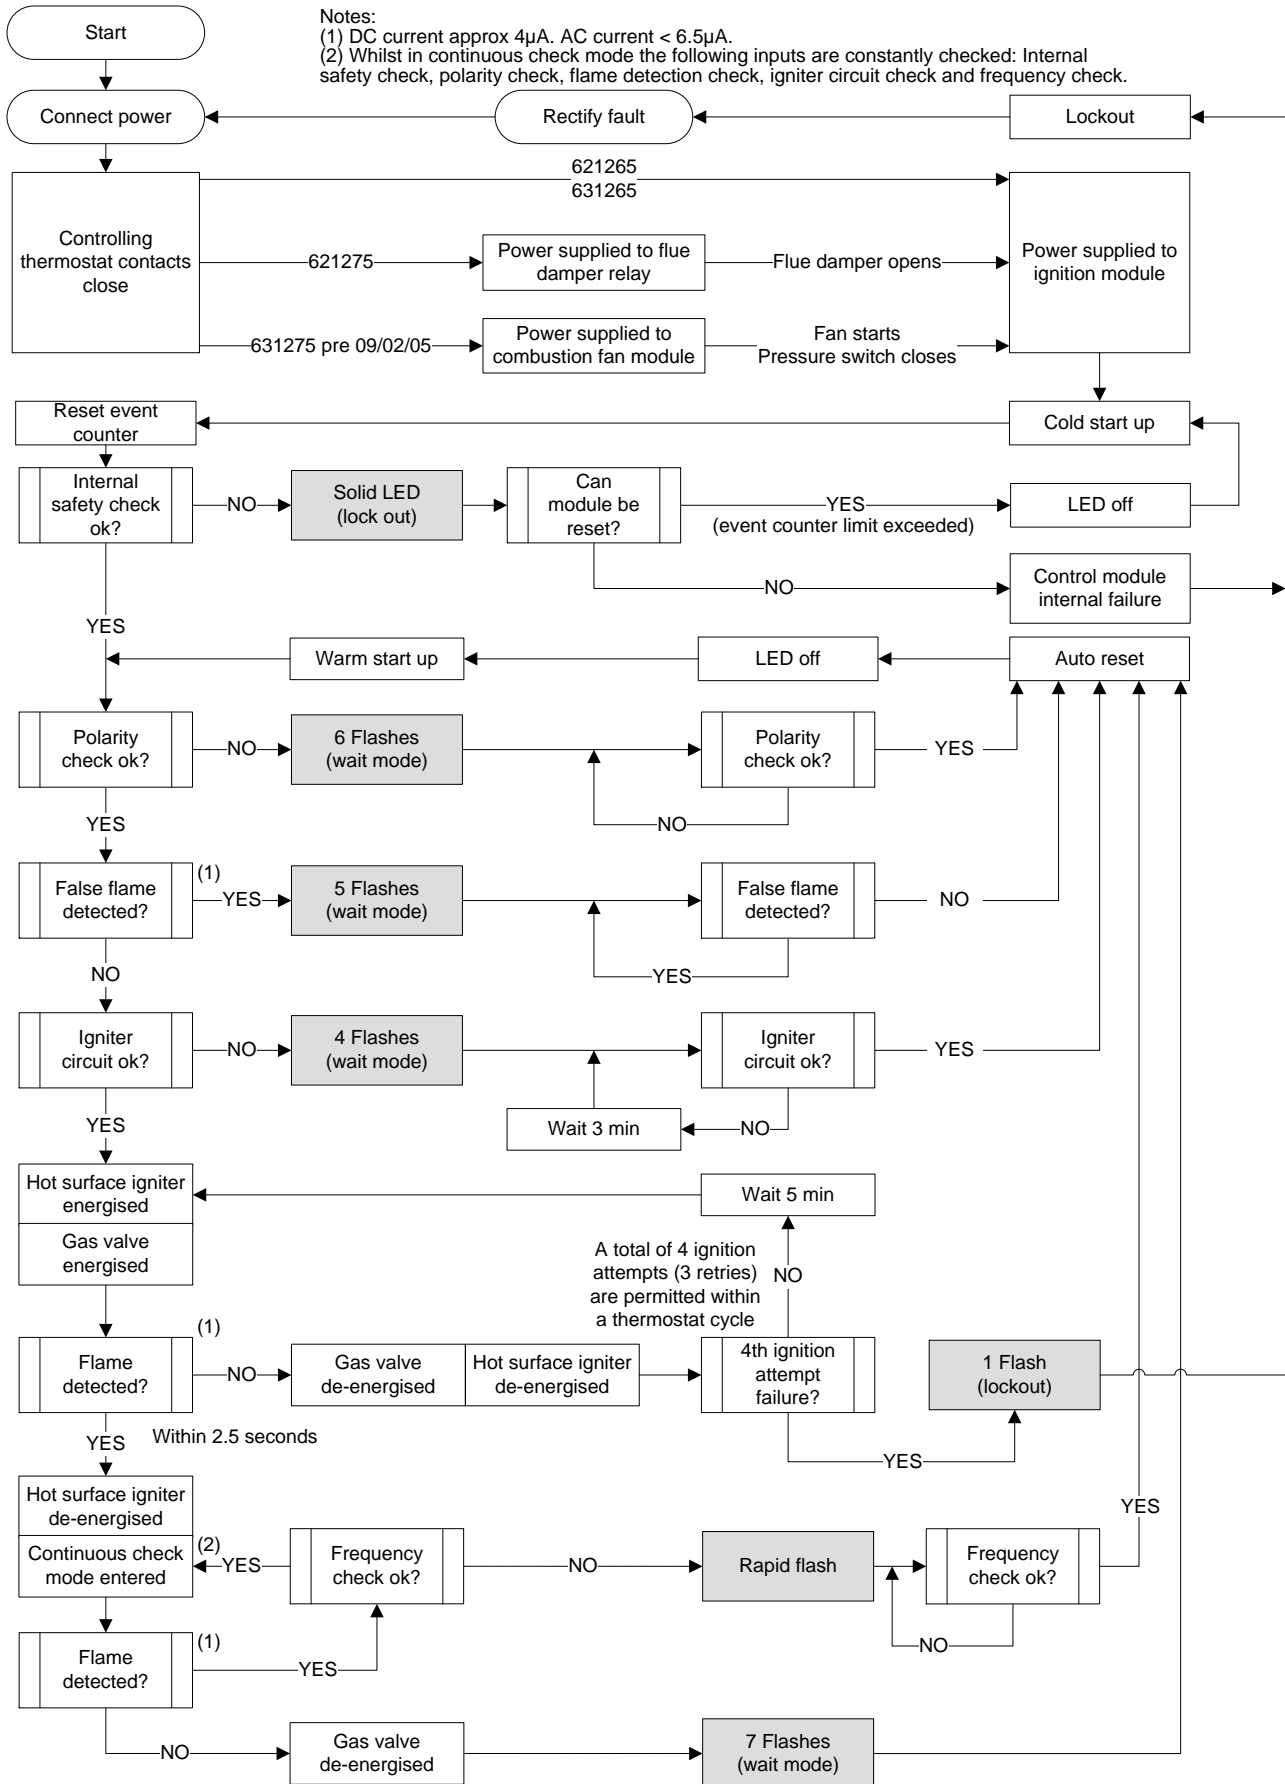 Start
Notes:
(1) DC current approx 4µA. AC current < 6.5µA.
(2) Whilst in continuous check mode the following inputs are constantly checked: Internal
safety check, polarity check, flame detection check, igniter circuit check and frequency check.
Connect power
Rectify fault
Lockout
Controlling
thermostat contacts
close
621265
631265
Power supplied to
ignition module
621275
Power supplied to flue
damper relay
Flue damper opens
631275 pre 09/02/05
Power supplied to
combustion fan module
Fan starts
Pressure switch closes
Reset event
counter
Cold start up
Internal
safety check
ok?
NO
Solid LED
(lock out)
Can
module be
reset?
YES
(event counter limit exceeded)
LED off
NO
Control module
internal failure
YES
Warm start up
LED off
Auto reset
Polarity
check ok?
NO
6 Flashes
(wait mode)
Polarity
check ok?
YES
NO
YES
False flame
detected?
(1)
YES
5 Flashes
(wait mode)
False flame
detected?
NO
YES
NO
Igniter
circuit ok?
NO
4 Flashes
(wait mode)
Igniter
circuit ok?
YES
Wait 3 min
NO
YES
Hot surface igniter
energised
Wait 5 min
Gas valve
energised
A total of 4 ignition
attempts (3 retries)
are permitted within
a thermostat cycle
NO
Flame
detected?
(1)
NO
Gas valve
de-energised
Hot surface igniter
de-energised
4th ignition
attempt
failure?
1 Flash
(lockout)
YES
Within 2.5 seconds
YES
Hot surface igniter
de-energised
Continuous check
mode entered
(2)
YES
Frequency
check ok?
NO
Rapid flash
Frequency
check ok?
YES
NO
Flame
detected?
(1)
YES
NO
Gas valve
de-energised
7 Flashes
(wait mode)